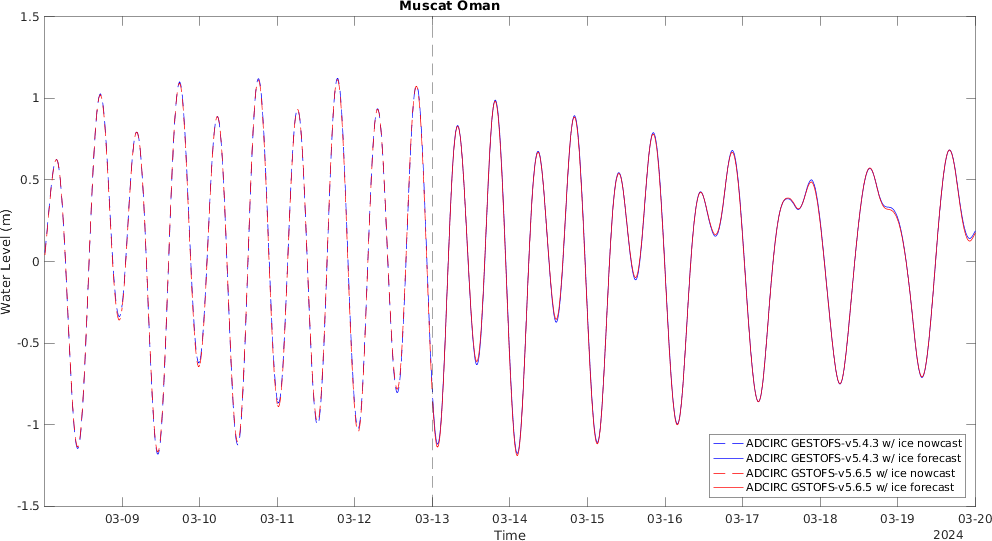 Muscat Oman
1.5
1
0.5
0
-0.5
-1
-1.5
Water Level (m)
ADCIRC GESTOFS-v5.4.3 w/ ice nowcast
ADCIRC GESTOFS-v5.4.3 w/ ice forecast
ADCIRC GSTOFS-v5.6.5 w/ ice nowcast
ADCIRC GSTOFS-v5.6.5 w/ ice forecast
03-09 03-10 03-11 03-12 03-13 03-14 03-15 03-16 03-17 03-18 03-19 03-20
Time
2024